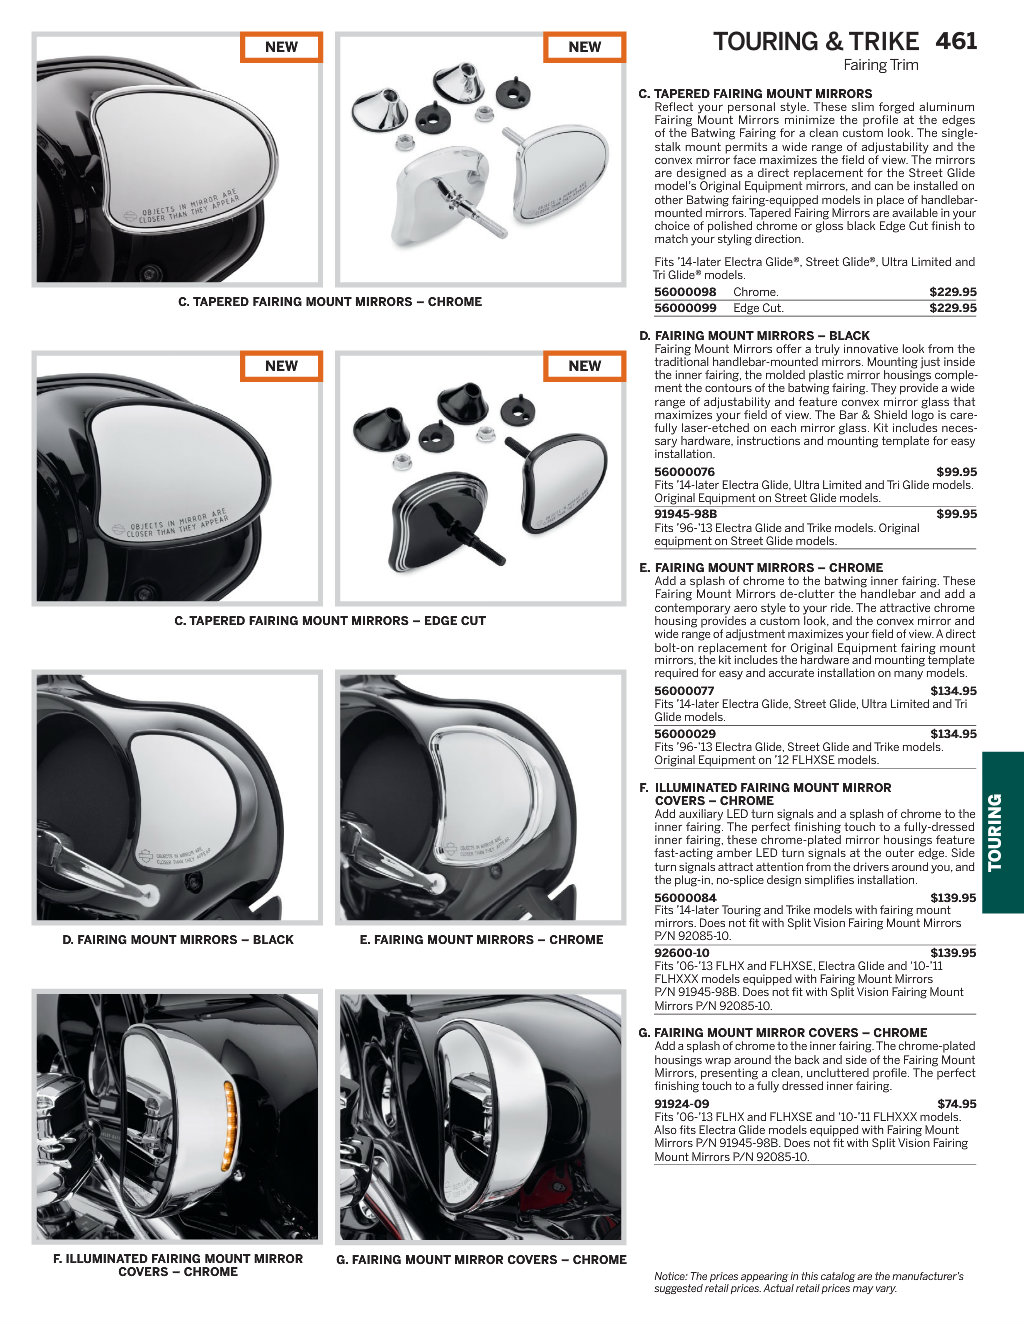 TOURING & TRIKE 461
Fairing Trim
NEW
NEW
OBJECTS IN MIRROR ARE
CLOSER THAN THEY APPEAR
C. TAPERED FAIRING MOUNT MIRRORS – CHROME
NEW
NEW
OBJECTS IN MIRROR ARE
CLOSER THAN THEY APPEAR
C. TAPERED FAIRING MOUNT MIRRORS – EDGE CUT
OBJECTS IN MIRROR ARE
CLOSER THAN THEY APPEAR
OBJECTS IN MIRROR ARE
CLOSER THAN THEY APPEAR
D. FAIRING MOUNT MIRRORS – BLACK
E. FAIRING MOUNT MIRRORS – CHROME
F. ILLUMINATED FAIRING MOUNT MIRROR
COVERS – CHROME
G. FAIRING MOUNT MIRROR COVERS – CHROME
C. TAPERED FAIRING MOUNT MIRRORS
Reflect your personal style. These slim forged aluminum
Fairing Mount Mirrors minimize the profile at the edges
of the Batwing Fairing for a clean custom look. The single-
stalk mount permits a wide range of adjustability and the
convex mirror face maximizes the field of view. The mirrors
are designed as a direct replacement for the Street Glide
model's Original Equipment mirrors, and can be installed on
other Batwing fairing-equipped models in place of handlebar-
mounted mirrors. Tapered Fairing Mirrors are available in your
choice of polished chrome or gloss black Edge Cut finish to
match your styling direction.
Fits ’14-later Electra Glide®, Street Glide®, Ultra Limited and
Tri Glide® models.
56000098 Chrome. $229.95
56000099 Edge Cut. $229.95
D. FAIRING MOUNT MIRRORS – BLACK
Fairing Mount Mirrors offer a truly innovative look from the
traditional handlebar-mounted mirrors. Mounting just inside
the inner fairing, the molded plastic mirror housings comple-
ment the contours of the batwing fairing. They provide a wide
range of adjustability and feature convex mirror glass that
maximizes your field of view. The Bar & Shield logo is care-
fully laser-etched on each mirror glass. Kit includes neces-
sary hardware, instructions and mounting template for easy
installation.
56000076 $99.95
Fits ’14-later Electra Glide, Ultra Limited and Tri Glide models.
Original Equipment on Street Glide models.
91945-98B $99.95
Fits ’96-’13 Electra Glide and Trike models. Original
equipment on Street Glide models.
E. FAIRING MOUNT MIRRORS – CHROME
Add a splash of chrome to the batwing inner fairing. These
Fairing Mount Mirrors de-clutter the handlebar and add a
contemporary aero style to your ride. The attractive chrome
housing provides a custom look, and the convex mirror and
wide range of adjustment maximizes your field of view. A direct
bolt-on replacement for Original Equipment fairing mount
mirrors, the kit includes the hardware and mounting template
required for easy and accurate installation on many models.
56000077 $134.95
Fits ’14-later Electra Glide, Street Glide, Ultra Limited and Tri
Glide models.
56000029 $134.95
Fits ’96-’13 Electra Glide, Street Glide and Trike models.
Original Equipment on ’12 FLHXSE models.
F. ILLUMINATED FAIRING MOUNT MIRROR
COVERS – CHROME
Add auxiliary LED turn signals and a splash of chrome to the
inner fairing. The perfect finishing touch to a fully-dressed
inner fairing, these chrome-plated mirror housings feature
fast-acting amber LED turn signals at the outer edge. Side
turn signals attract attention from the drivers around you, and
the plug-in, no-splice design simplifies installation.
56000084 $139.95
Fits ’14-later Touring and Trike models with fairing mount
mirrors. Does not fit with Split Vision Fairing Mount Mirrors
P/N 92085-10.
92600-10 $139.95
Fits ’06-’13 FLHX and FLHXSE, Electra Glide and ’10-’11
FLHXXX models equipped with Fairing Mount Mirrors
P/N 91945-98B. Does not fit with Split Vision Fairing Mount
Mirrors P/N 92085-10.
G. FAIRING MOUNT MIRROR COVERS – CHROME
Add a splash of chrome to the inner fairing. The chrome-plated
housings wrap around the back and side of the Fairing Mount
Mirrors, presenting a clean, uncluttered profile. The perfect
finishing touch to a fully dressed inner fairing.
91924-09 $74.95
Fits ’06-’13 FLHX and FLHXSE and ’10-’11 FLHXXX models.
Also fits Electra Glide models equipped with Fairing Mount
Mirrors P/N 91945-98B. Does not fit with Split Vision Fairing
Mount Mirrors P/N 92085-10.
TOURING
Notice: The prices appearing in this catalog are the manufacturer’s
suggested retail prices. Actual retail prices may vary.